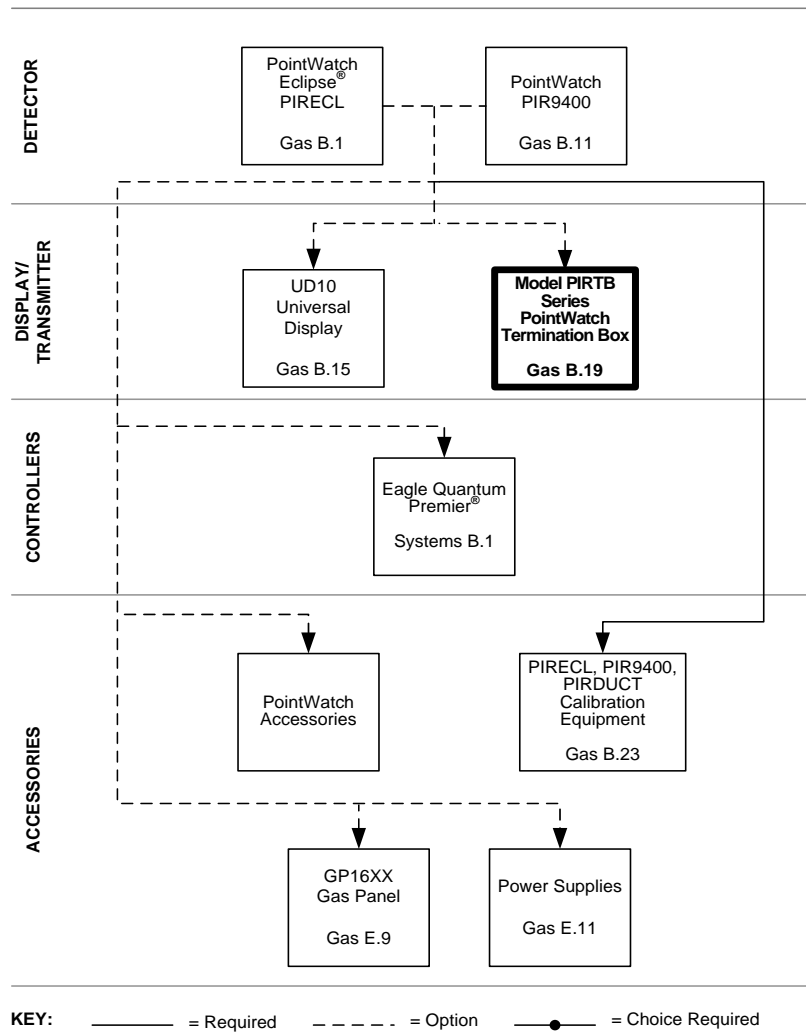 DETECTOR
PointWatch
Eclipse®
PIRECL
Gas B.1
PointWatch
PIR9400
Gas B.11
DISPLAY/
TRANSMITTER
UD10
Universal
Display
Gas B.15
Model PIRTB
Series
PointWatch
Termination Box
Gas B.19
CONTROLLERS
Eagle Quantum
Premier®
Systems B.1
ACCESSORIES
PointWatch
Accessories
PIRECL, PIR9400,
PIRDUCT
Calibration
Equipment
Gas B.23
GP16XX
Gas Panel
Gas E.9
Power Supplies
Gas E.11
KEY: = Required = Option = Choice Required